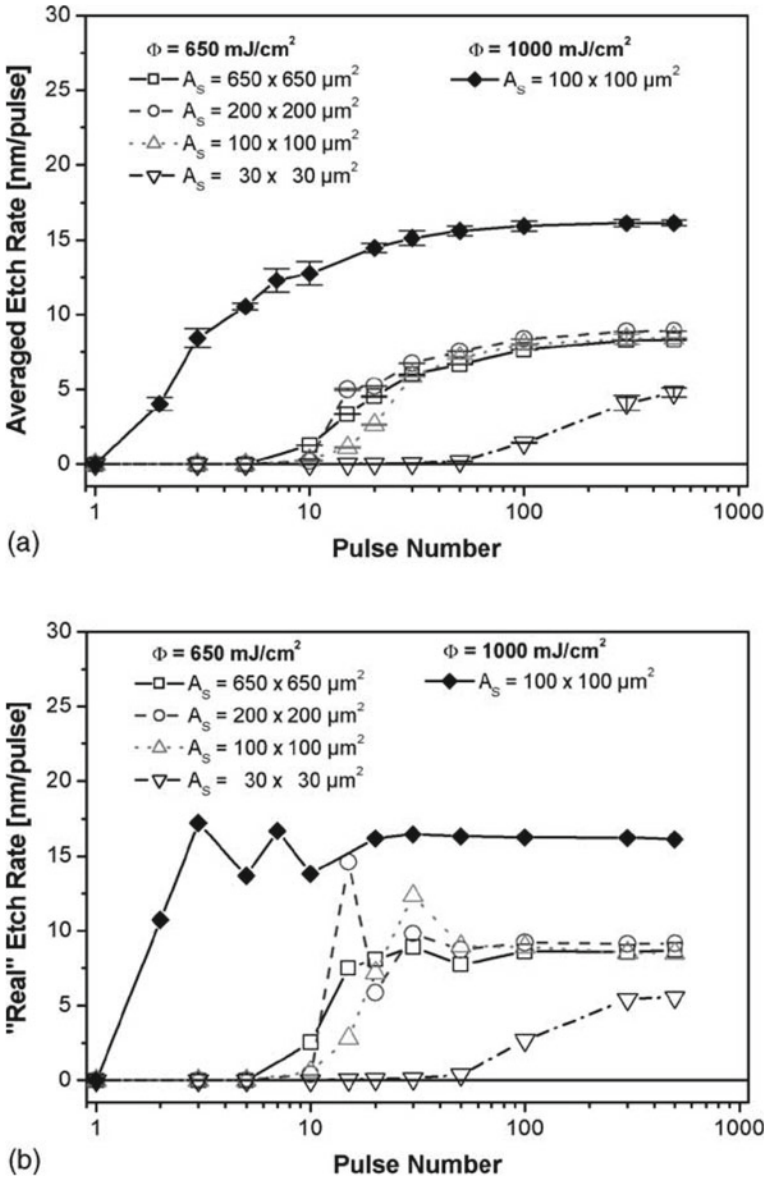 30
Φ = 650 mJ/cm² Φ = 1000 mJ/cm²
A_S = 650 x 650 µm² A_S = 100 x 100 µm²
A_S = 200 x 200 µm²
A_S = 100 x 100 µm²
A_S = 30 x 30 µm²
25
20
15
10
5
0
Averaged Etch Rate [nm/pulse]
1 10 100 1000
(a) Pulse Number
30
Φ = 650 mJ/cm² Φ = 1000 mJ/cm²
A_S = 650 x 650 µm² A_S = 100 x 100 µm²
A_S = 200 x 200 µm²
A_S = 100 x 100 µm²
A_S = 30 x 30 µm²
25
20
15
10
5
0
"Real" Etch Rate [nm/pulse]
1 10 100 1000
(b) Pulse Number